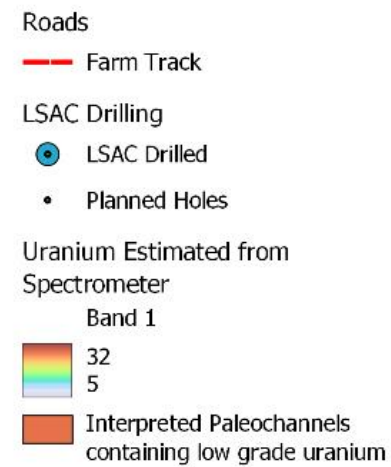 Roads
Farm Track
LSAC Drilling
LSAC Drilled
Planned Holes
Uranium Estimated from
Spectrometer
Band 1
32
5
Interpreted Paleochannels
containing low grade uranium